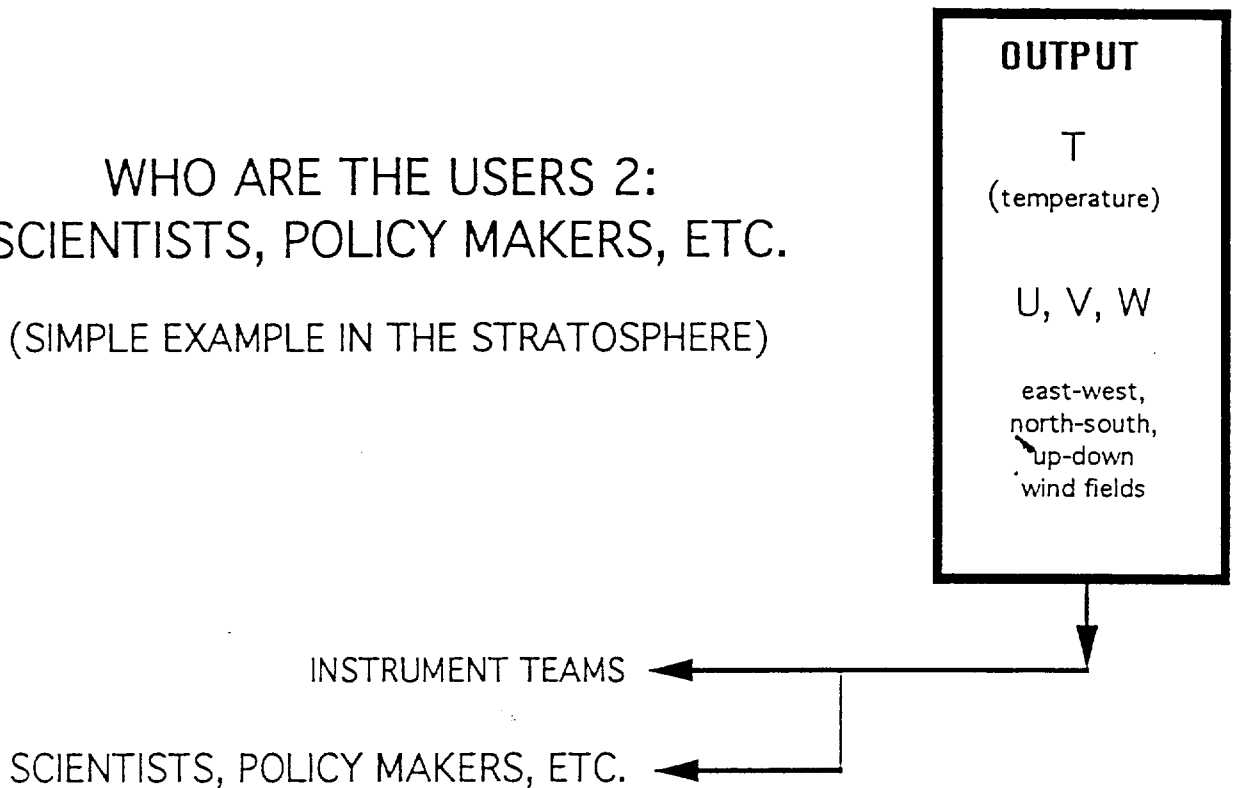 WHO ARE THE USERS 2:
SCIENTISTS, POLICY MAKERS, ETC.
(SIMPLE EXAMPLE IN THE STRATOSPHERE)
OUTPUT
T
(temperature)
U, V, W
east-west,
north-south,
up-down
wind fields
INSTRUMENT TEAMS
SCIENTISTS, POLICY MAKERS, ETC.